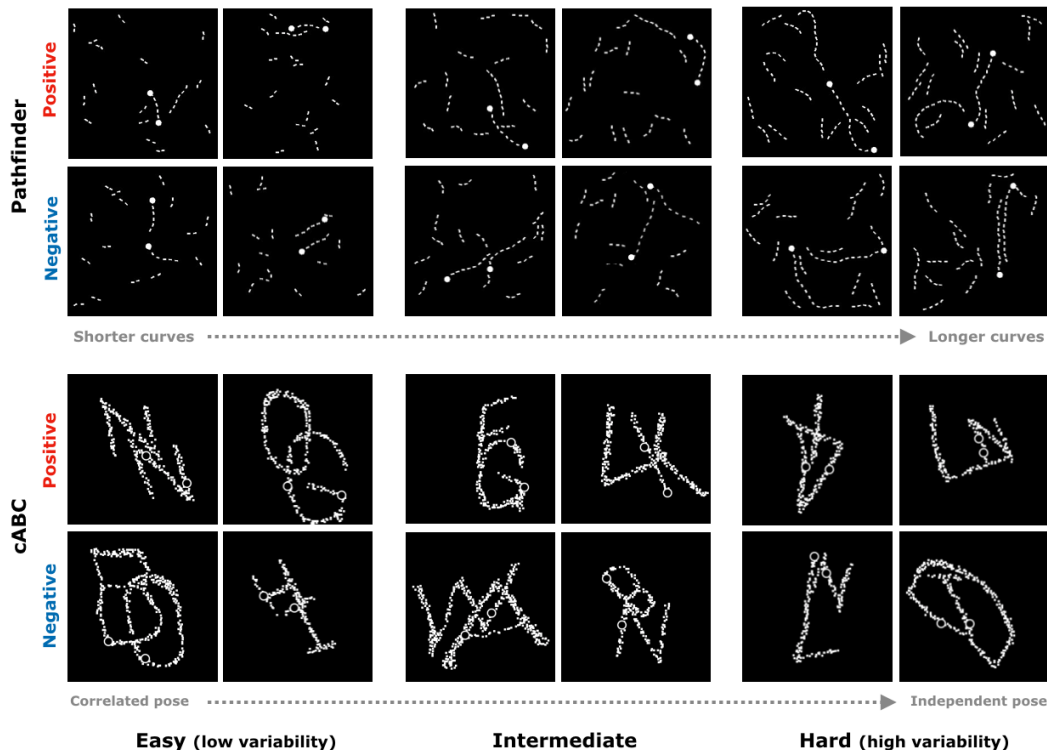 Pathfinder
Positive
Negative
Shorter curves
Longer curves
cABC
Positive
Negative
Correlated pose
Independent pose
Easy (low variability)
Intermediate
Hard (high variability)